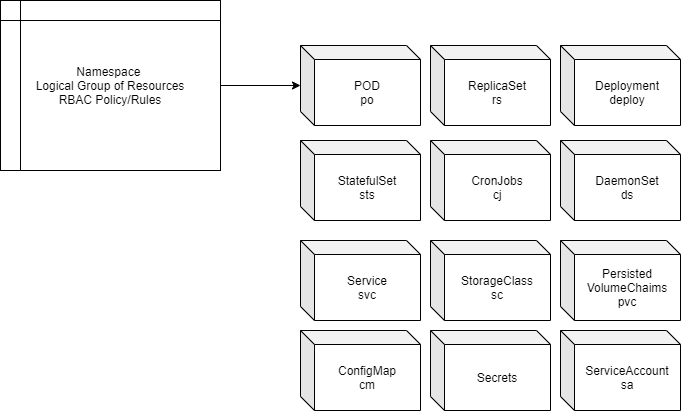 Namespace
Logical Group of Resources
RBAC Policy/Rules
POD
po
ReplicaSet
rs
Deployment
deploy
StatefulSet
sts
CronJobs
cj
DaemonSet
ds
Service
svc
StorageClass
sc
Persisted
VolumeChaims
pvc
ConfigMap
cm
Secrets
ServiceAccount
sa